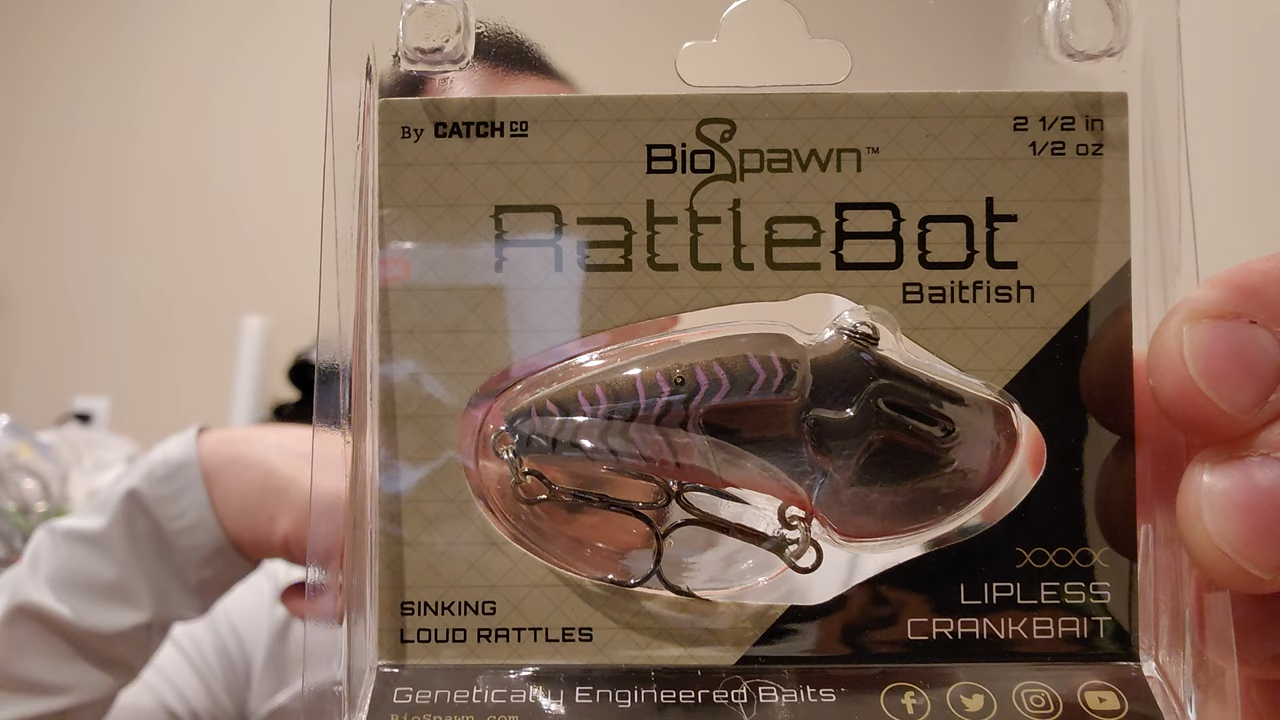 By CATCH CO
2 1/2 in
1/2 oz
BioSpawn™
RattleBot
Baitfish
SINKING
LOUD RATTLES
LIPLESS
CRANKBAIT
Genetically Engineered Baits
BioSpawn.com